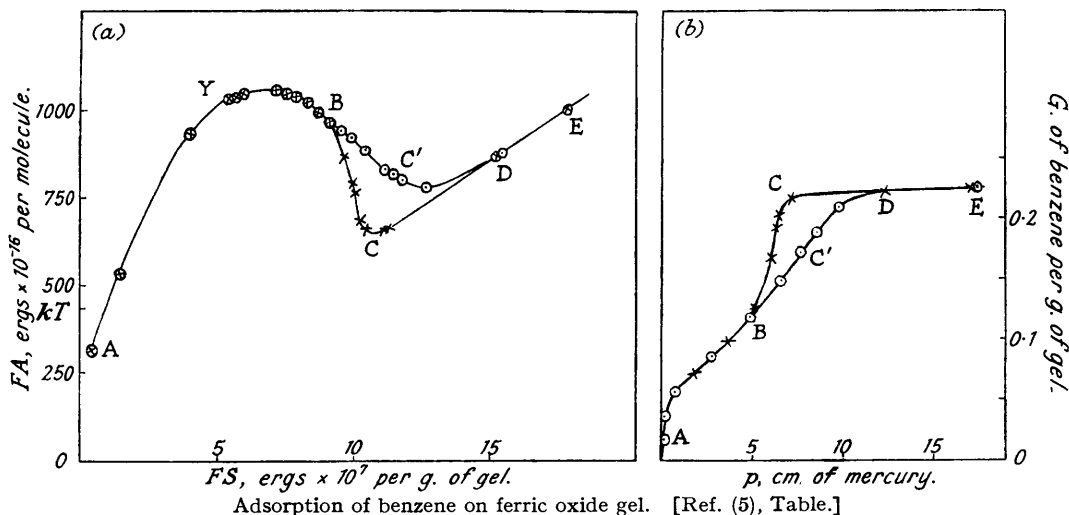 (a)
1000
750
500
kT
250
0
FA, ergs × 10⁻¹⁶ per molecule.
Y
B
C'
C
D
E
A
5
10
15
FS, ergs × 10⁷ per g. of gel.
(b)
C
D
E
C'
B
A
0·2
0·1
0
G. of benzene per g. of gel.
5
10
15
p, cm. of mercury.
Adsorption of benzene on ferric oxide gel. [Ref. (5), Table.]